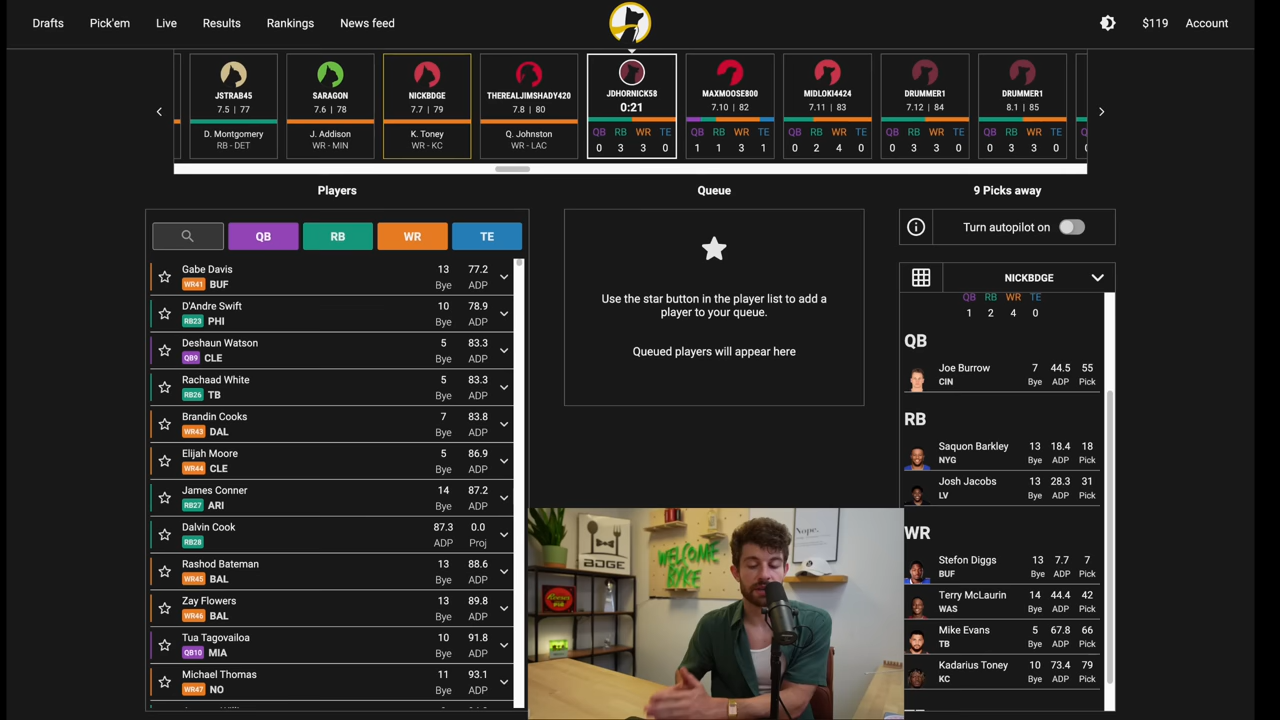 Drafts Pick'em Live Results Rankings News feed $119 Account
JSTRAB45 SARAGON NICKBDGE THEREALJIMSHADY420 JDHORNICK58 MAXMOOSE800 MIDLOKI4424 DRUMMER1 DRUMMER1
7.5 | 77 7.6 | 78 7.7 | 79 7.8 | 80 0:21 7.10 | 82 7.11 | 83 7.12 | 84 8.1 | 85
D. Montgomery J. Addison K. Toney Q. Johnston QB RB WR TE QB RB WR TE QB RB WR TE QB RB WR TE QB RB WR TE
RB - DET WR - MIN WR - KC WR - LAC 0 3 3 0 1 1 3 1 0 2 4 0 0 3 3 0 0 3 3 0
Players
QB RB WR TE
Gabe Davis 13 77.2
WR41 BUF Bye ADP
D'Andre Swift 10 78.9
RB23 PHI Bye ADP
Deshaun Watson 5 83.3
QB9 CLE Bye ADP
Rachaad White 5 83.3
RB26 TB Bye ADP
Brandin Cooks 7 83.8
WR43 DAL Bye ADP
Elijah Moore 5 86.9
WR44 CLE Bye ADP
James Conner 14 87.2
RB27 ARI Bye ADP
Dalvin Cook 87.3 0.0
RB28 ADP Proj
Rashod Bateman 13 88.6
WR45 BAL Bye ADP
Zay Flowers 13 89.8
WR46 BAL Bye ADP
Tua Tagovailoa 10 91.8
QB10 MIA Bye ADP
Michael Thomas 11 93.1
WR47 NO Bye ADP
Queue
Use the star button in the player list to add a
player to your queue.
Queued players will appear here
BDGE
WELCOME
Nope.
9 Picks away
Turn autopilot on
NICKBDGE
QB RB WR TE
1 2 4 0
QB
Joe Burrow 7 44.5 55
CIN Bye ADP Pick
RB
Saquon Barkley 13 18.4 18
NYG Bye ADP Pick
Josh Jacobs 13 28.3 31
LV Bye ADP Pick
WR
Stefon Diggs 13 7.7 7
BUF Bye ADP Pick
Terry McLaurin 14 44.4 42
WAS Bye ADP Pick
Mike Evans 5 67.8 66
TB Bye ADP Pick
Kadarius Toney 10 73.4 79
KC Bye ADP Pick